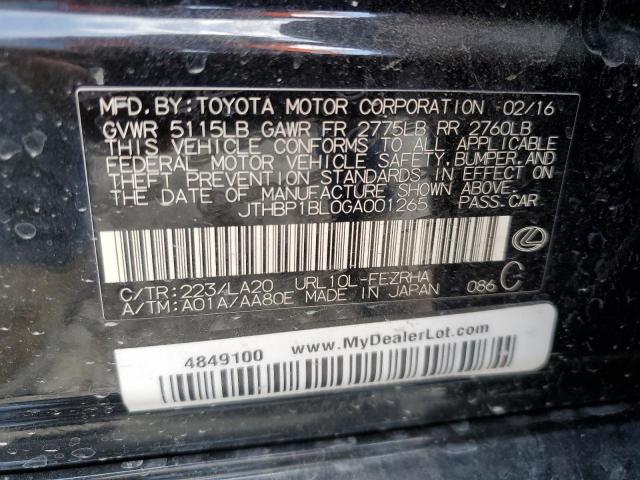 MFD.BY:TOYOTA MOTOR CORPORATION 02/16
GVWR 5115LB GAWR FR 2775LB RR 2760LB
THIS VEHICLE CONFORMS TO ALL APPLICABLE
FEDERAL MOTOR VEHICLE SAFETY,BUMPER,AND
THEFT PREVENTION STANDARDS IN EFFECT ON
THE DATE OF MANUFACTURE SHOWN ABOVE.
JTHBP1BL0GA001265 PASS.CAR
C/TR:223/LA20 URL10L-FEZRHA
A/TM:A01A/AA80E MADE IN JAPAN 086 C
4849100 www.MyDealerLot.com